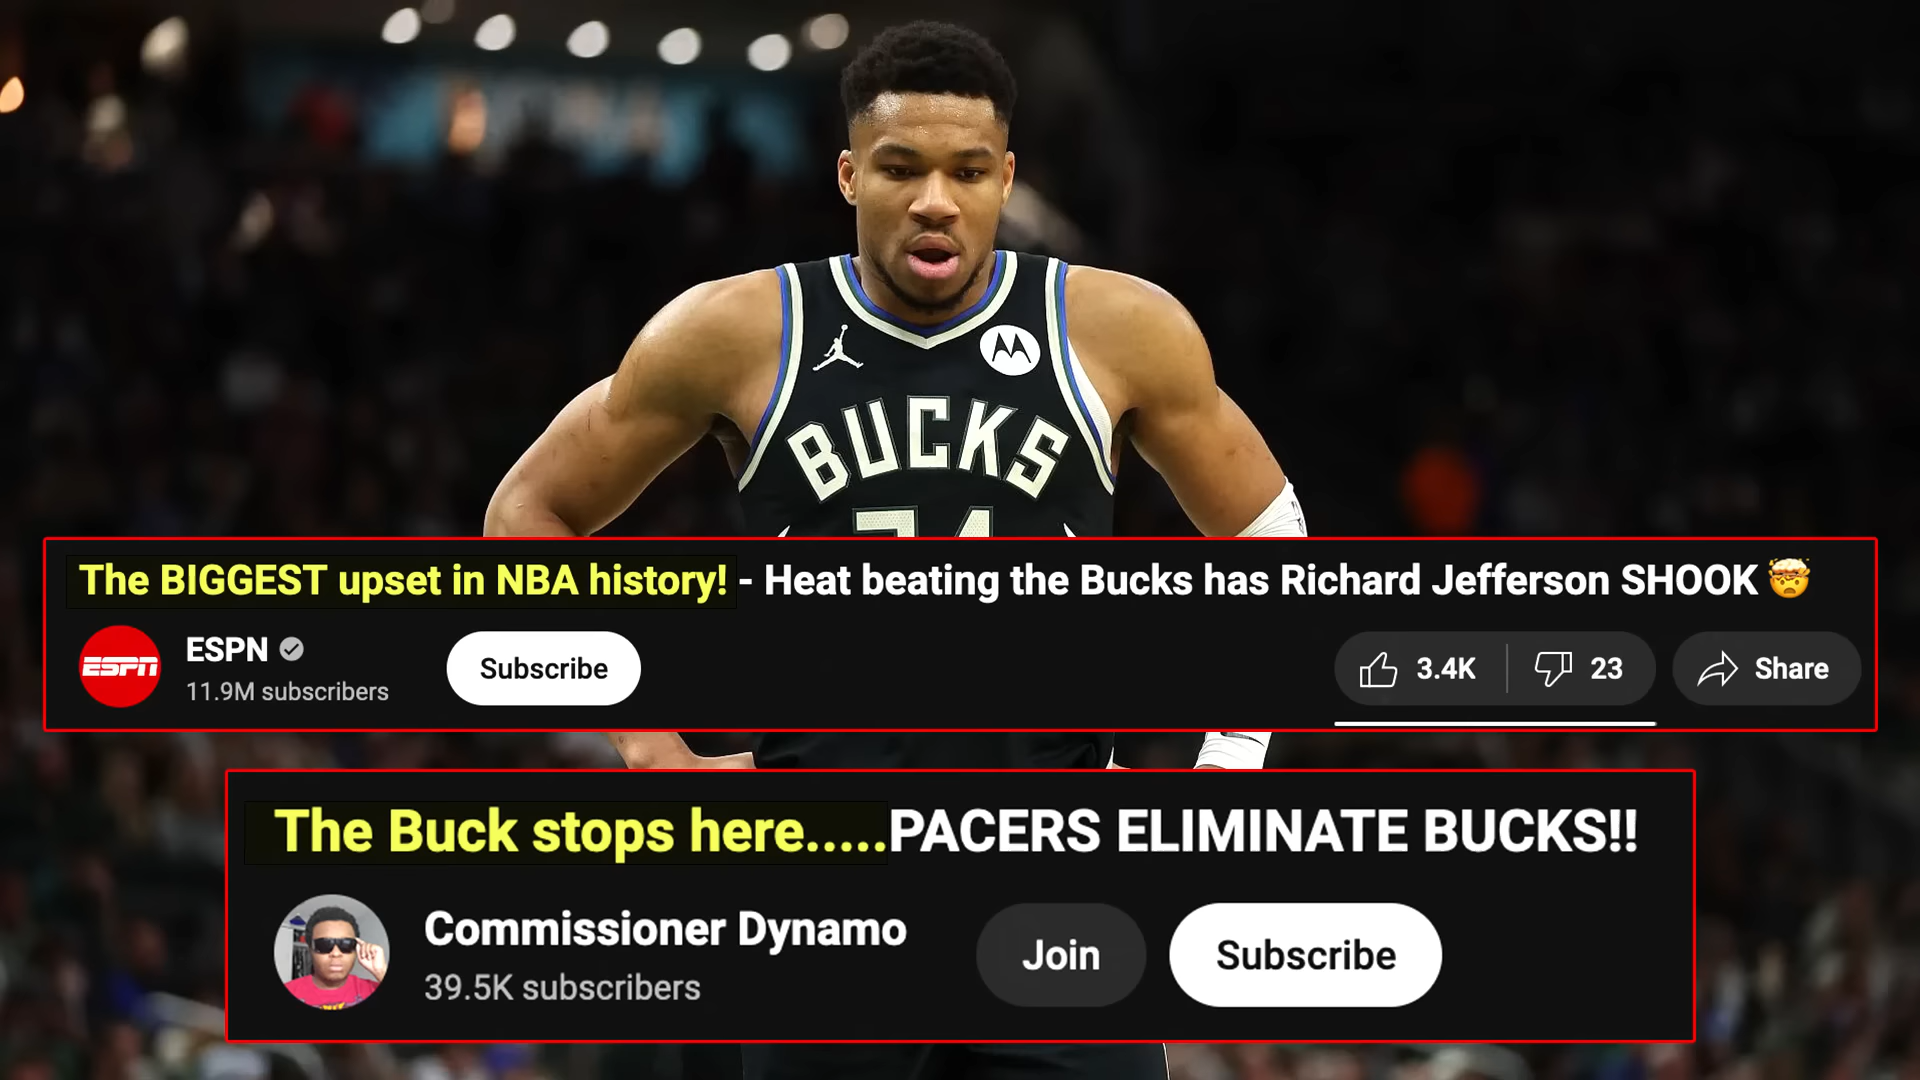 BUCKS
The BIGGEST upset in NBA history! - Heat beating the Bucks has Richard Jefferson SHOOK 🤯
ESPN
ESPN
11.9M subscribers
Subscribe
3.4K
23
Share
The Buck stops here.....PACERS ELIMINATE BUCKS!!
Commissioner Dynamo
39.5K subscribers
Join
Subscribe